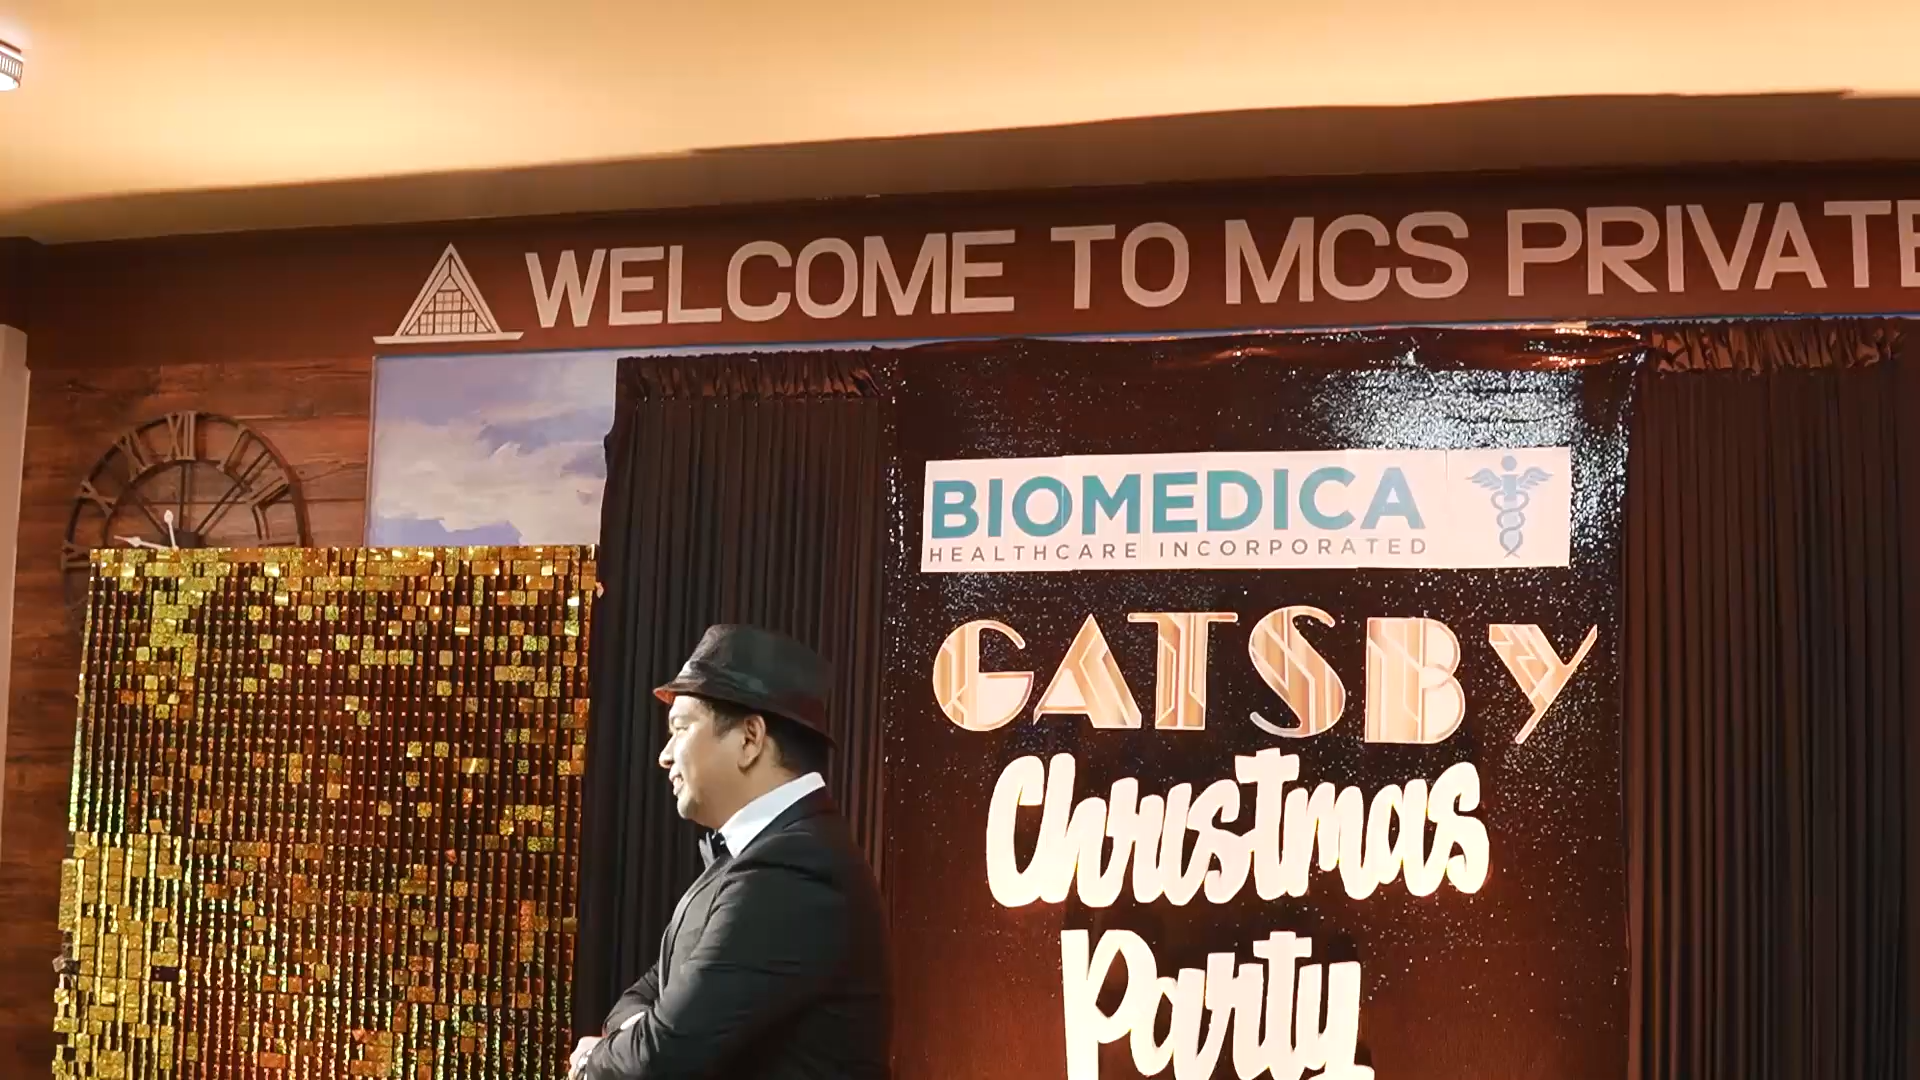 WELCOME TO MCS PRIVATE
BIOMEDICA
HEALTHCARE INCORPORATED
GATSBY
Christmas
Party